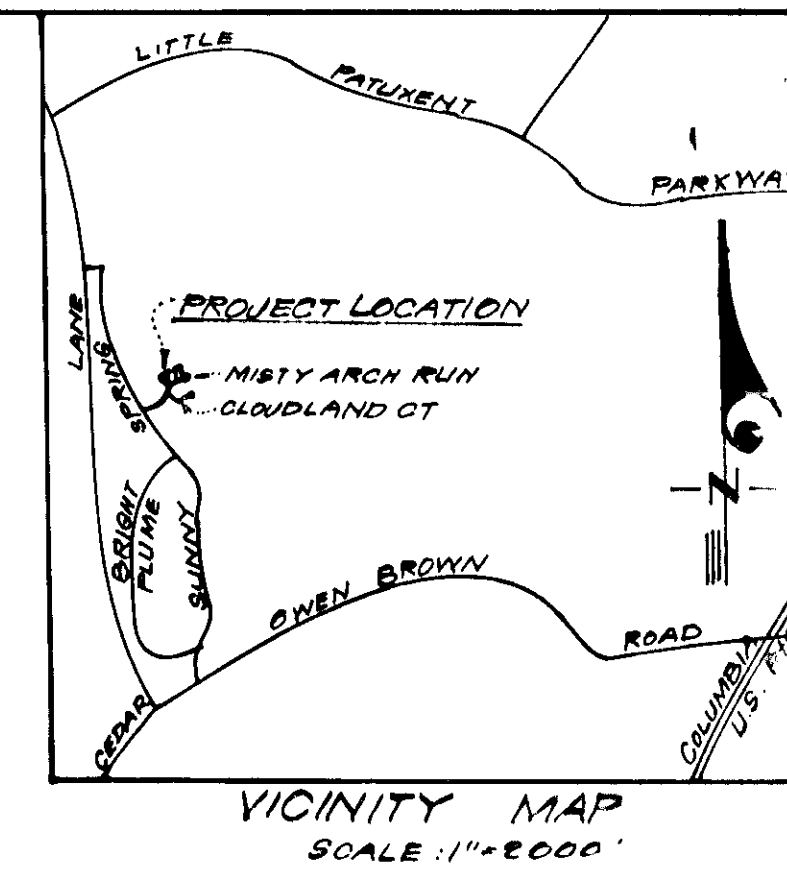 LITTLE
PATUXENT
PARKWAY
PROJECT LOCATION
LANE
SPRING
MISTY ARCH RUN
CLOUDLAND CT
BRIGHT
PLUME
SUNNY
N
OWEN BROWN
ROAD
COLUMBIA
U.S.
CEDAR
VICINITY MAP
SCALE : 1" = 2000'